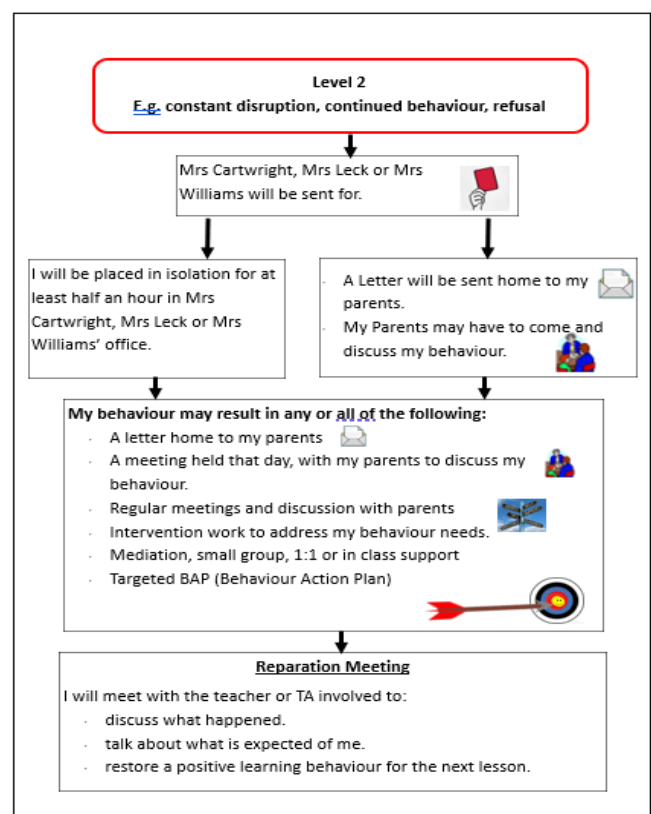 Level 2
E.g. constant disruption, continued behaviour, refusal
Mrs Cartwright, Mrs Leck or Mrs
Williams will be sent for.
I will be placed in isolation for at
least half an hour in Mrs
Cartwright, Mrs Leck or Mrs
Williams’ office.
· A Letter will be sent home to my
parents.
· My Parents may have to come and
discuss my behaviour.
My behaviour may result in any or all of the following:
· A letter home to my parents
· A meeting held that day, with my parents to discuss my
behaviour.
· Regular meetings and discussion with parents
· Intervention work to address my behaviour needs.
· Mediation, small group, 1:1 or in class support
· Targeted BAP (Behaviour Action Plan)
Reparation Meeting
I will meet with the teacher or TA involved to:
· discuss what happened.
· talk about what is expected of me.
· restore a positive learning behaviour for the next lesson.